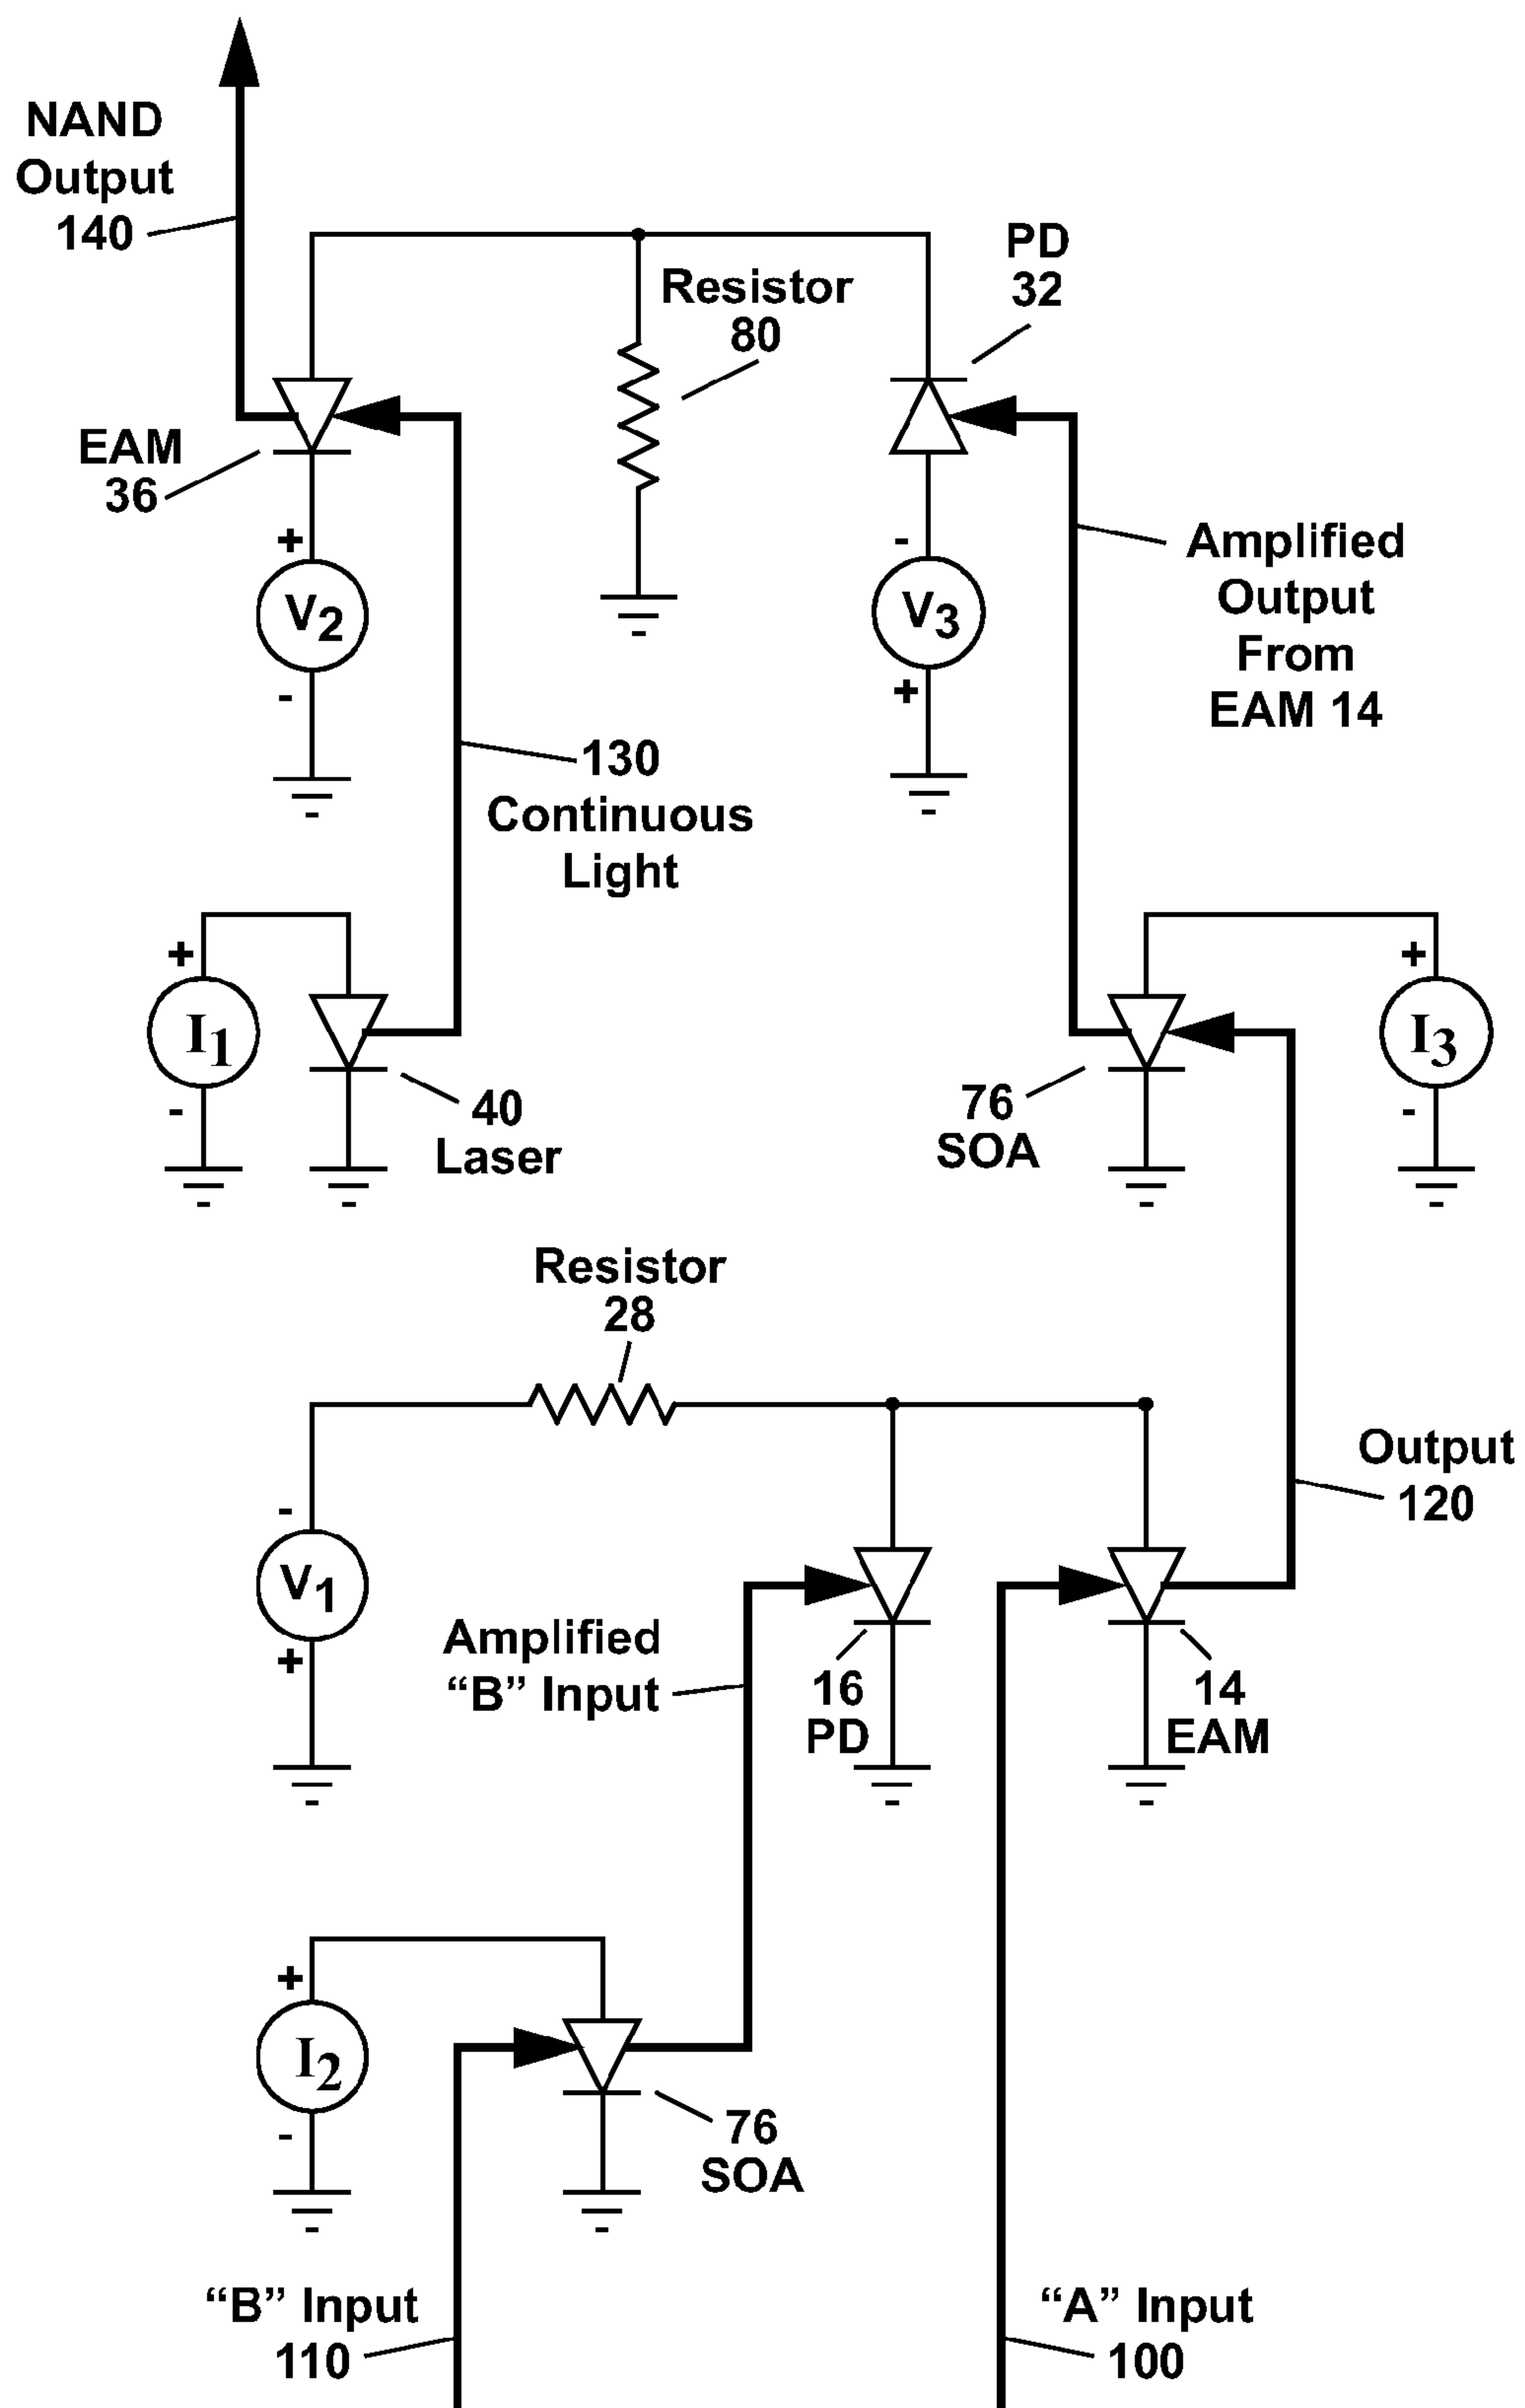 NAND
Output
140
PD
32
Resistor
80
EAM
36
+
V2
-
-
V3
+
Amplified
Output
From
EAM 14
130
Continuous
Light
+
I1
-
40
Laser
76
SOA
+
I3
-
Resistor
28
Output
120
-
V1
+
Amplified
“B” Input
16
PD
14
EAM
+
I2
-
76
SOA
“B” Input
110
“A” Input
100